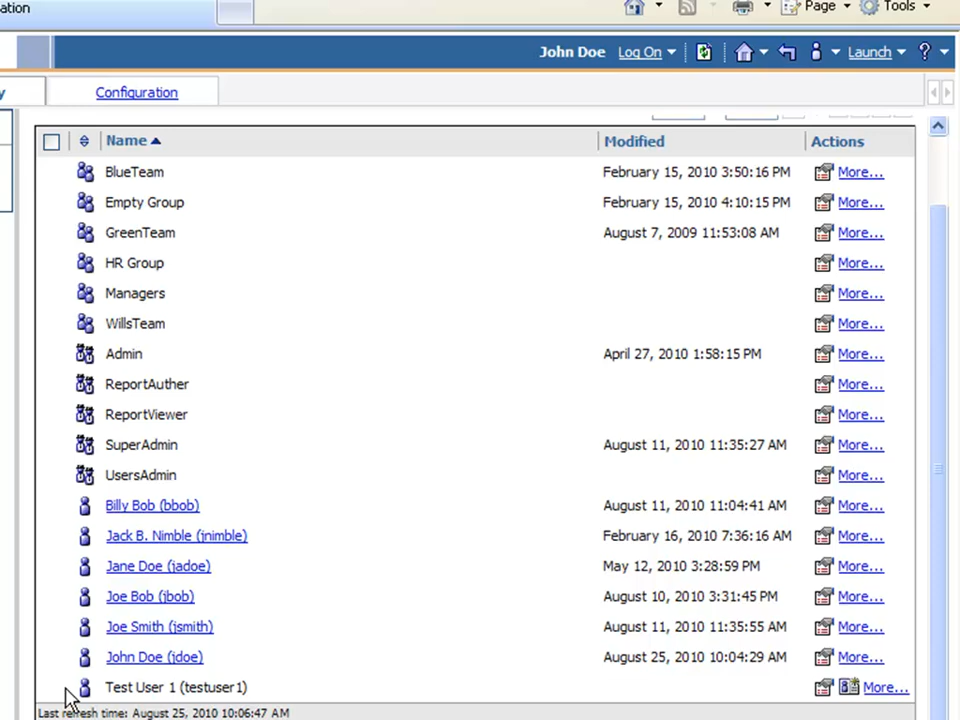 ation
Page Tools
John Doe Log On Launch ?
y Configuration
Name Modified Actions
BlueTeam February 15, 2010 3:50:16 PM More...
Empty Group February 15, 2010 4:10:15 PM More...
GreenTeam August 7, 2009 11:53:08 AM More...
HR Group More...
Managers More...
WillsTeam More...
Admin April 27, 2010 1:58:15 PM More...
ReportAuther More...
ReportViewer More...
SuperAdmin August 11, 2010 11:35:27 AM More...
UsersAdmin More...
Billy Bob (bbob) August 11, 2010 11:04:41 AM More...
Jack B. Nimble (jnimble) February 16, 2010 7:36:16 AM More...
Jane Doe (jadoe) May 12, 2010 3:28:59 PM More...
Joe Bob (jbob) August 10, 2010 3:31:45 PM More...
Joe Smith (jsmith) August 11, 2010 11:35:55 AM More...
John Doe (jdoe) August 25, 2010 10:04:29 AM More...
Test User 1 (testuser1) More...
Last refresh time: August 25, 2010 10:06:47 AM